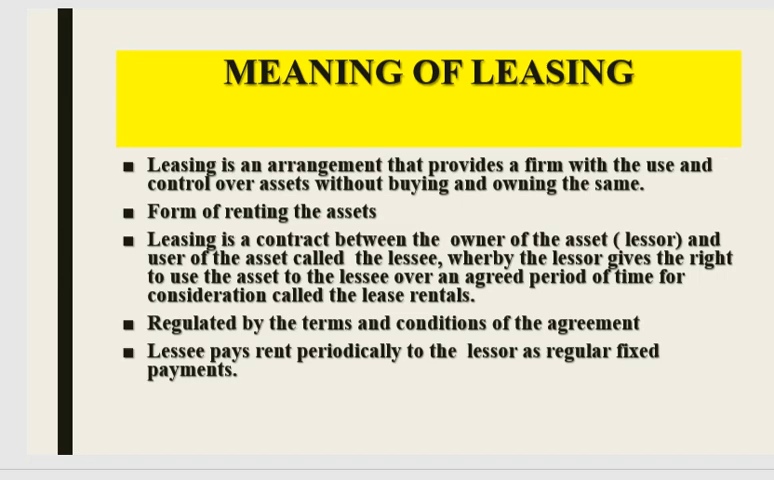 MEANING OF LEASING
■ Leasing is an arrangement that provides a firm with the use and
control over assets without buying and owning the same.
■ Form of renting the assets
■ Leasing is a contract between the owner of the asset ( lessor) and
user of the asset called the lessee, wherby the lessor gives the right
to use the asset to the lessee over an agreed period of time for
consideration called the lease rentals.
■ Regulated by the terms and conditions of the agreement
■ Lessee pays rent periodically to the lessor as regular fixed
payments.